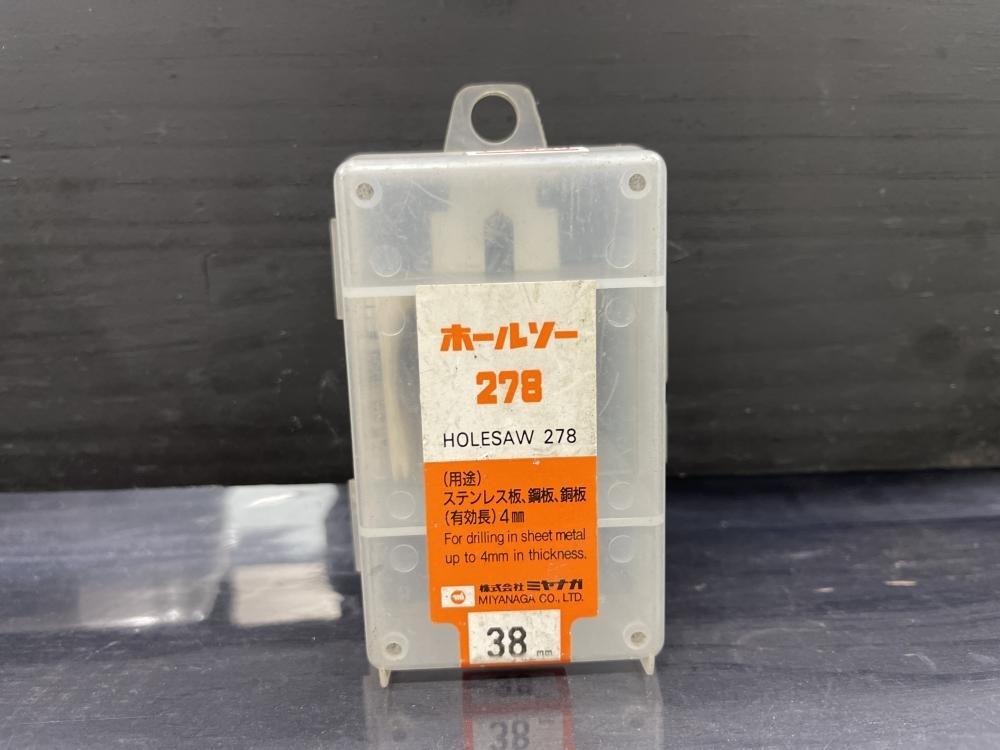 ホールソー
278
HOLESAW 278
(用途)
ステンレス板、鋼板、銅板
(有効長)4㎜
For drilling in sheet metal
up to 4mm in thickness.
株式会社 ミヤナガ
MIYANAGA CO., LTD.
38 mm